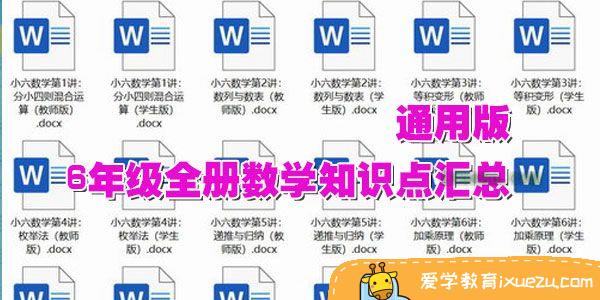 小六数学第1讲:
分小四则混合运
算（教师版）
.docx
小六数学第1讲:
分小四则混合运
算（学生版）
.docx
小六数学第2讲:
数列与数表（教
师版）.docx
小六数学第2讲:
数列与数表（学
生版）.docx
小六数学第3讲:
等积变形（教师
版）.docx
小六数学第3讲:
等积变形（学生
版）.docx
通用版
6年级全册数学知识点汇总
小六数学第4讲:
枚举法（教师
版）.docx
小六数学第4讲:
枚举法（学生
版）.docx
小六数学第5讲:
递推与归纳（教
师版）.docx
小六数学第5讲:
递推与归纳（学
生版）.docx
小六数学第6讲:
加乘原理（教师
版）.docx
小六数学第6讲:
加乘原理（学生
版）.docx
爱学教育ixuezu.com